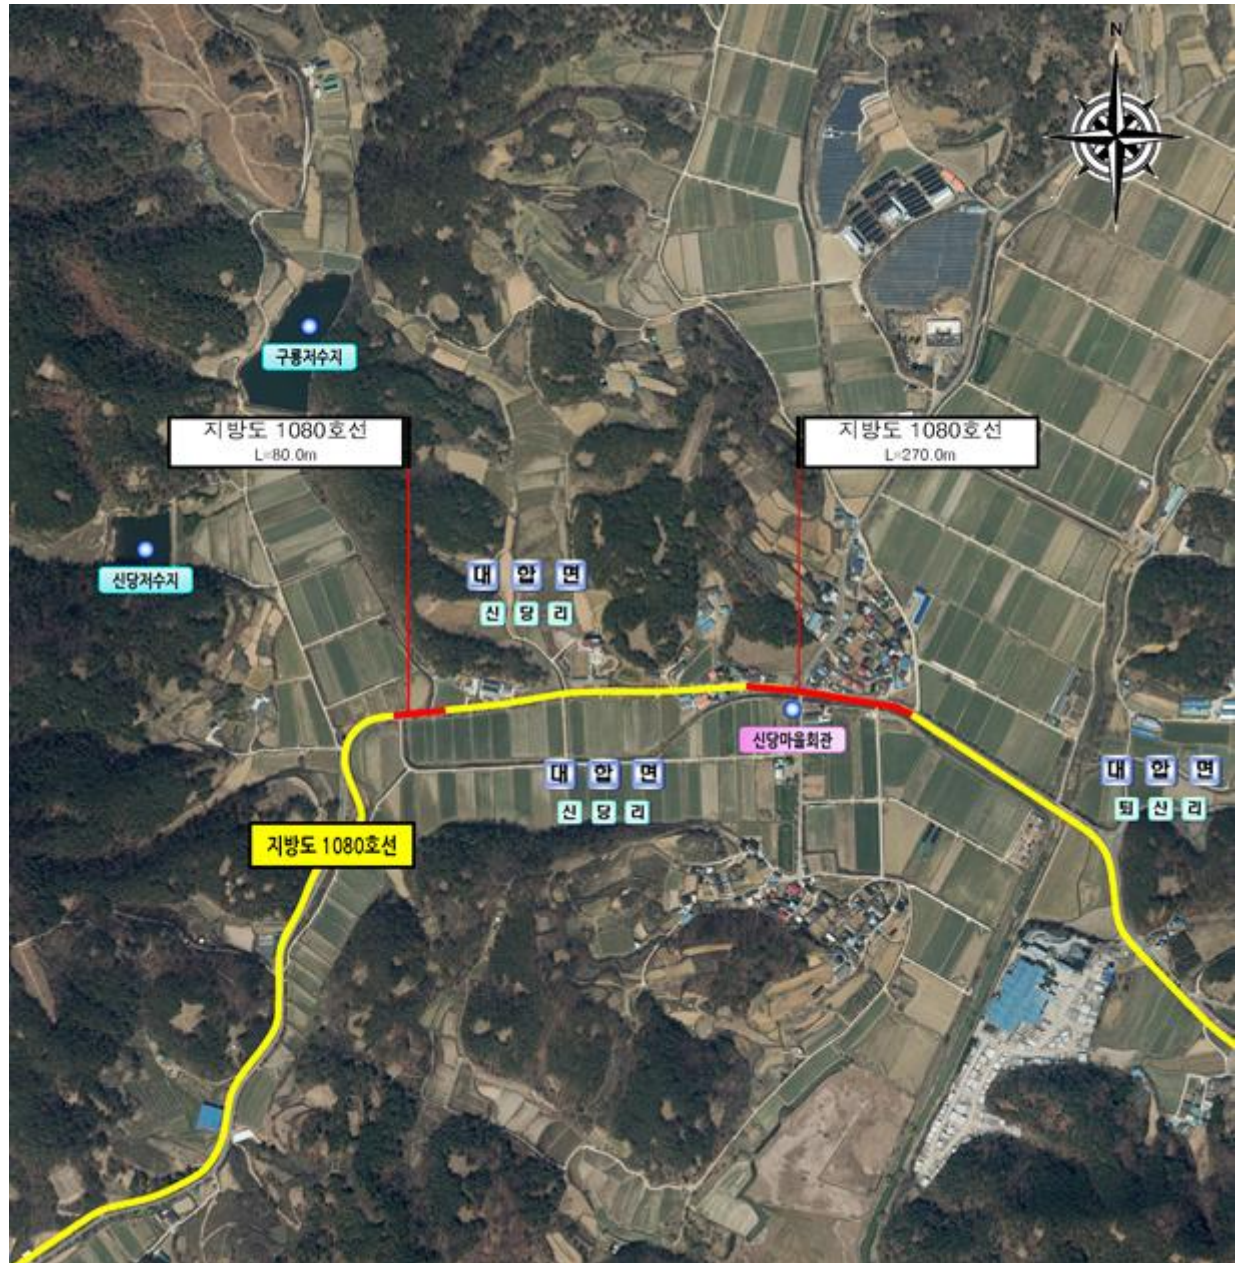 N
구룡저수지
지방도 1080호선
L=80.0m
지방도 1080호선
L=270.0m
신당저수지
대 합 면
신 당 리
신당마을회관
대 합 면
신 당 리
대 합 면
퇴 신 리
지방도 1080호선